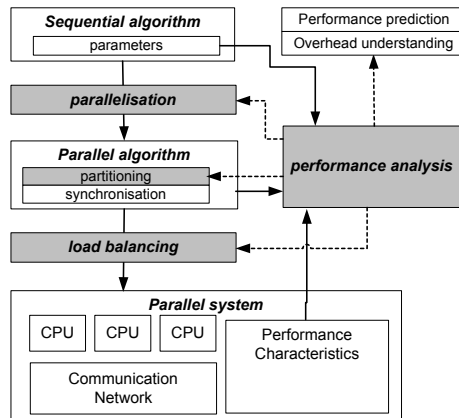 Sequential algorithm
parameters
Performance prediction
Overhead understanding
parallelisation
Parallel algorithm
partitioning
synchronisation
performance analysis
load balancing
Parallel system
CPU CPU CPU
Performance
Characteristics
Communication
Network